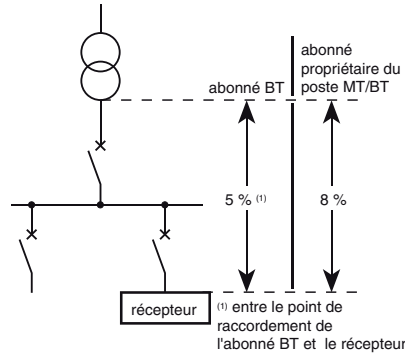 abonné BT
abonné
propriétaire du
poste MT/BT
5 % (1)
8 %
récepteur
(1) entre le point de
raccordement de
l'abonné BT et le récepteur